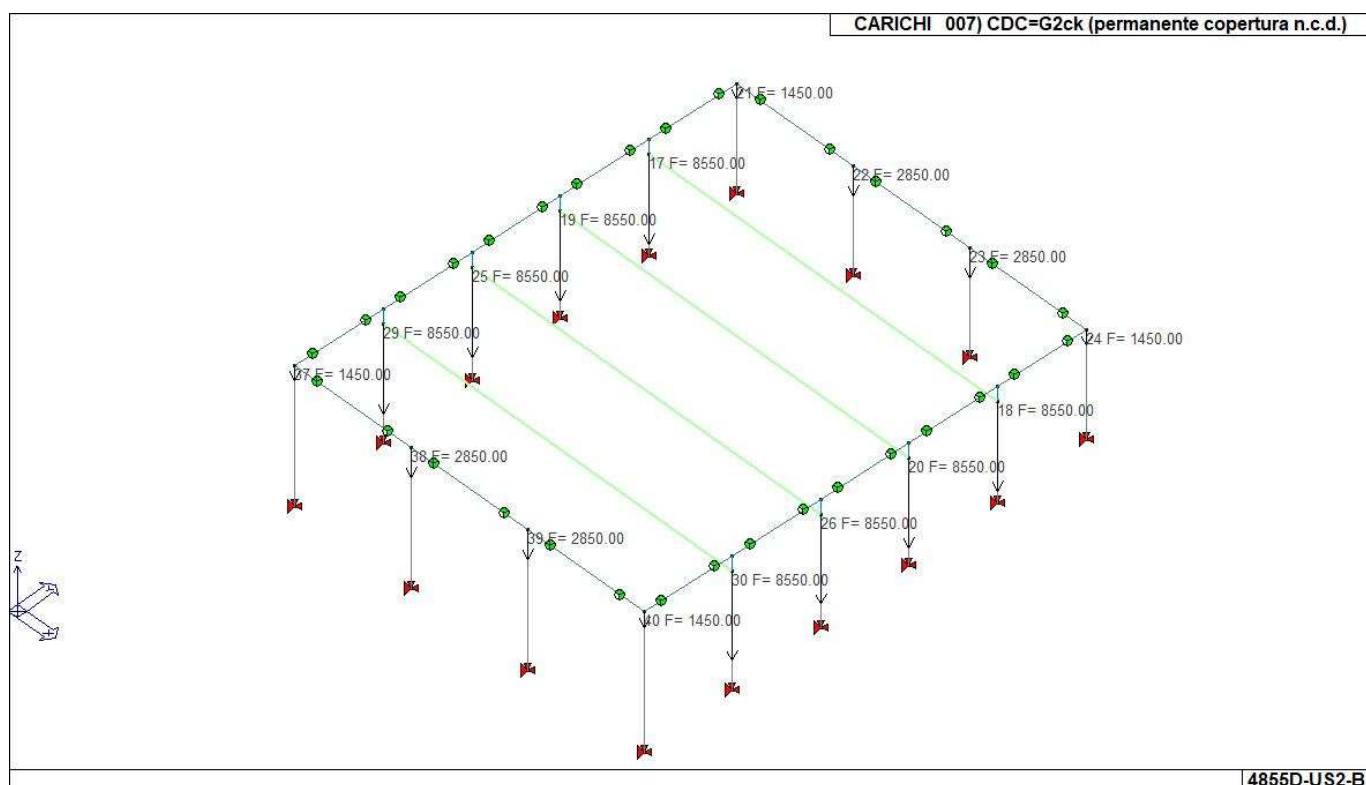 CARICHI 007) CDC=G2ck (permanente copertura n.c.d.)
21 F= 1450.00
17 F= 8550.00
22 F= 2850.00
19 F= 8550.00
23 F= 2850.00
25 F= 8550.00
29 F= 8550.00
24 F= 1450.00
37 F= 1450.00
18 F= 8550.00
38 F= 2850.00
20 F= 8550.00
26 F= 8550.00
39 F= 2850.00
30 F= 8550.00
40 F= 1450.00
Z
4855D-US2-B